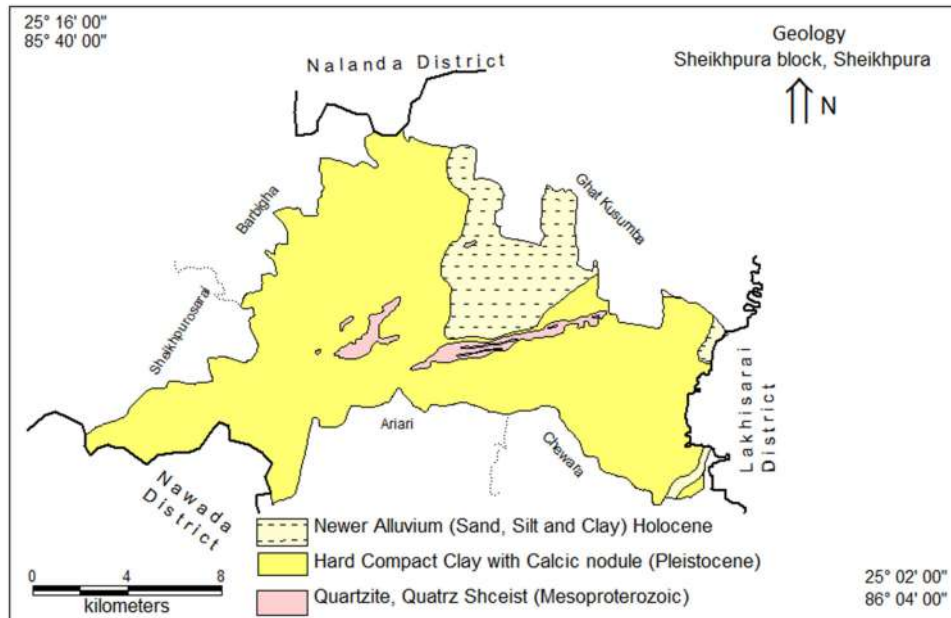 25° 16' 00"
85° 40' 00"
Geology
Sheikhpura block, Sheikhpura
N
Nalanda District
Barbigha
Ghat Kusumba
Sheikhpurosarai
Lakhisarai
District
Ariari
Chewara
Nawada
District
Newer Alluvium (Sand, Silt and Clay) Holocene
Hard Compact Clay with Calcic nodule (Pleistocene)
Quartzite, Quatrz Shceist (Mesoproterozoic)
0 4 8
kilometers
25° 02' 00"
86° 04' 00"